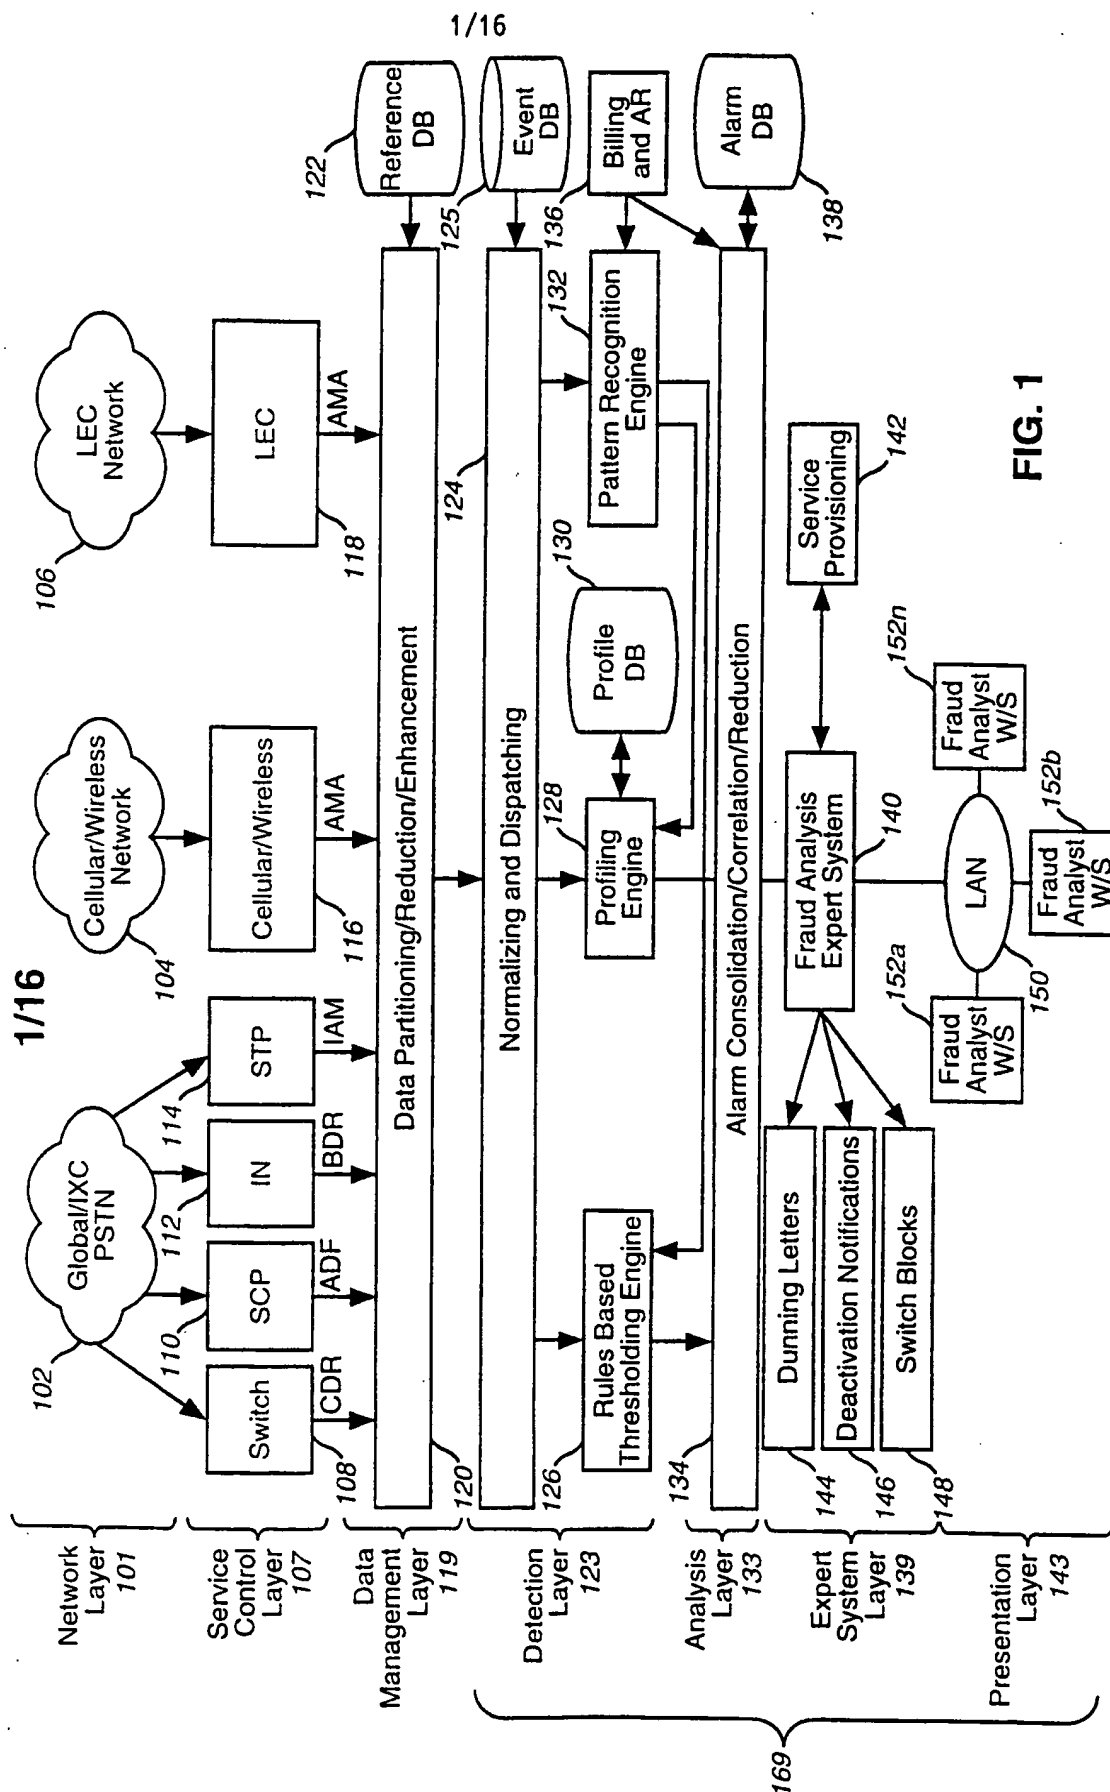 1/16
1/16
Network
Layer
101
Global/IXC
PSTN
102
Cellular/Wireless
Network
104
LEC
Network
106
Service
Control
Layer
107
Switch
108
SCP
110
IN
112
STP
114
Cellular/Wireless
116
LEC
118
CDR
ADF
BDR
IAM
AMA
AMA
Data
Management
Layer 119
Data Partitioning/Reduction/Enhancement
120
Reference
DB
122
Detection
Layer 123
Normalizing and Dispatching
124
Event
DB
125
Rules Based
Thresholding Engine
126
Profiling
Engine
128
Profile
DB
130
Pattern Recognition
Engine
132
Billing
and AR
136
Analysis
Layer
133
Alarm Consolidation/Correlation/Reduction
134
Alarm
DB
138
Expert
System
Layer
139
Dunning Letters
144
Deactivation Notifications
146
Switch Blocks
148
Fraud Analysis
Expert System
140
Service
Provisioning
142
Presentation
Layer 143
Fraud
Analyst
W/S
152a
LAN
150
Fraud
Analyst
W/S
152b
Fraud
Analyst
W/S
152n
169
FIG. 1